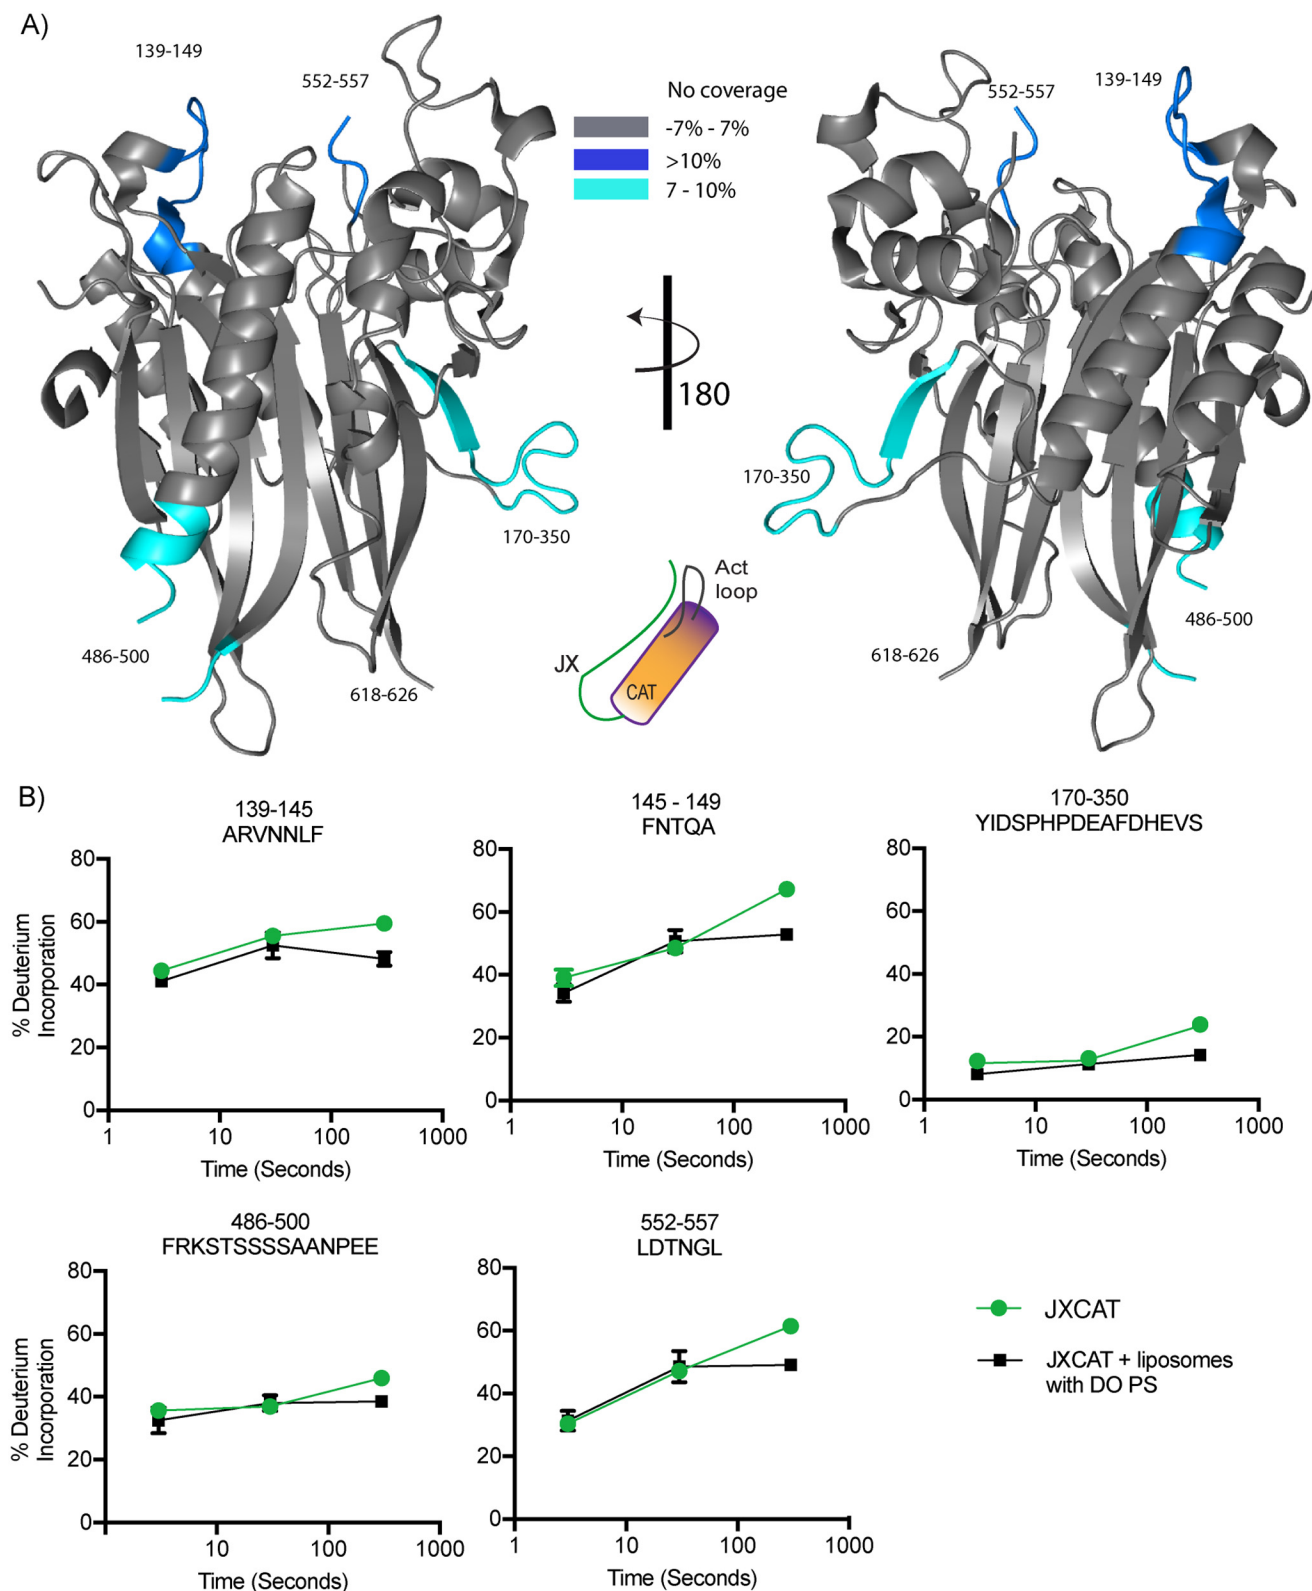 A)
139-149
552-557
No coverage
-7% - 7%
>10%
7 - 10%
552-557
139-149
180
170-350
170-350
486-500
618-626
Act
loop
JX
CAT
618-626
486-500
B)
139-145
ARVNNLF
80
60
40
20
0
1
10
100
1000
% Deuterium
Incorporation
Time (Seconds)
145 - 149
FNTQA
80
60
40
20
0
1
10
100
1000
Time (Seconds)
170-350
YIDSPHPDEAFDHEVS
80
60
40
20
0
1
10
100
1000
Time (Seconds)
486-500
FRKSTSSSSAANPEE
80
60
40
20
0
10
100
1000
% Deuterium
Incorporation
Time (Seconds)
552-557
LDTNGL
80
60
40
20
0
1
10
100
1000
Time (Seconds)
JXCAT
JXCAT + liposomes
with DO PS